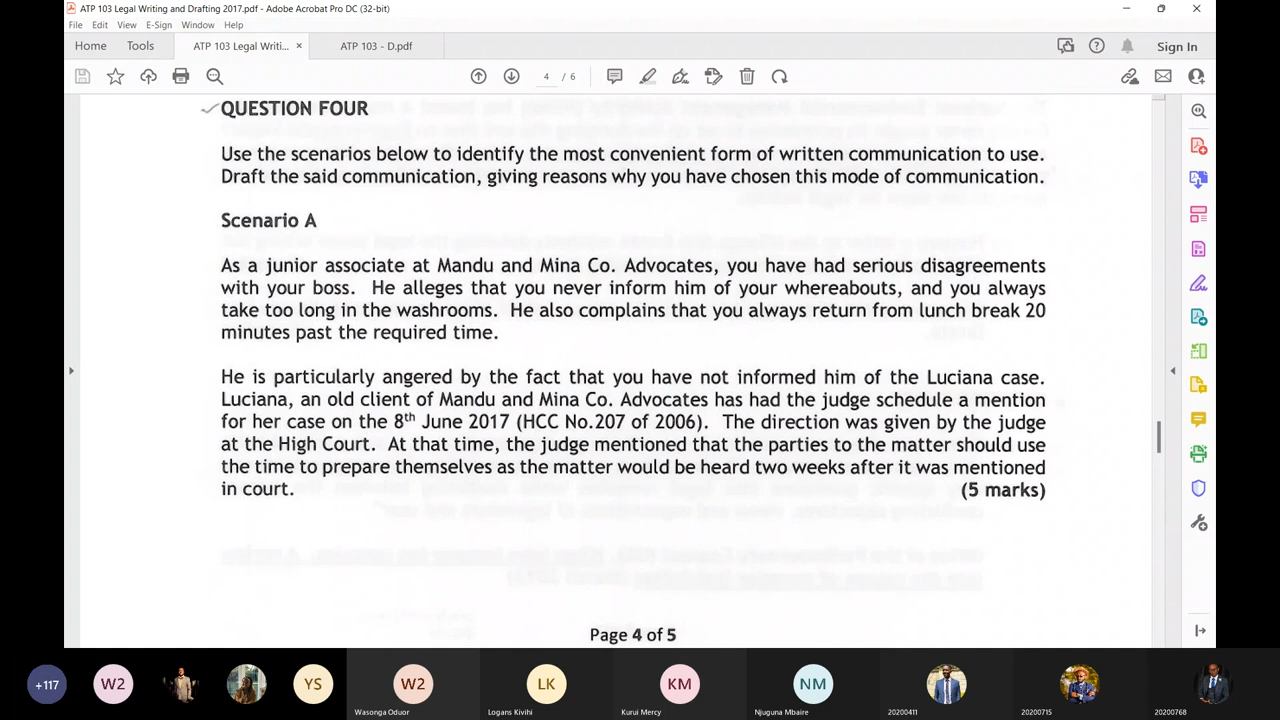 ATP 103 Legal Writing and Drafting 2017.pdf - Adobe Acrobat Pro DC (32-bit)
File Edit View E-Sign Window Help
Home Tools ATP 103 Legal Writi... × ATP 103 - D.pdf Sign In
4 / 6
QUESTION FOUR
Use the scenarios below to identify the most convenient form of written communication to use.
Draft the said communication, giving reasons why you have chosen this mode of communication.
Scenario A
As a junior associate at Mandu and Mina Co. Advocates, you have had serious disagreements
with your boss. He alleges that you never inform him of your whereabouts, and you always
take too long in the washrooms. He also complains that you always return from lunch break 20
minutes past the required time.
He is particularly angered by the fact that you have not informed him of the Luciana case.
Luciana, an old client of Mandu and Mina Co. Advocates has had the judge schedule a mention
for her case on the 8th June 2017 (HCC No.207 of 2006). The direction was given by the judge
at the High Court. At that time, the judge mentioned that the parties to the matter should use
the time to prepare themselves as the matter would be heard two weeks after it was mentioned
in court. (5 marks)
Page 4 of 5
+117 W2 YS W2 LK KM NM
Wasonga Oduor Logans Kivihi Kurui Mercy Njuguna Mbaire 20200411 20200715 20200768